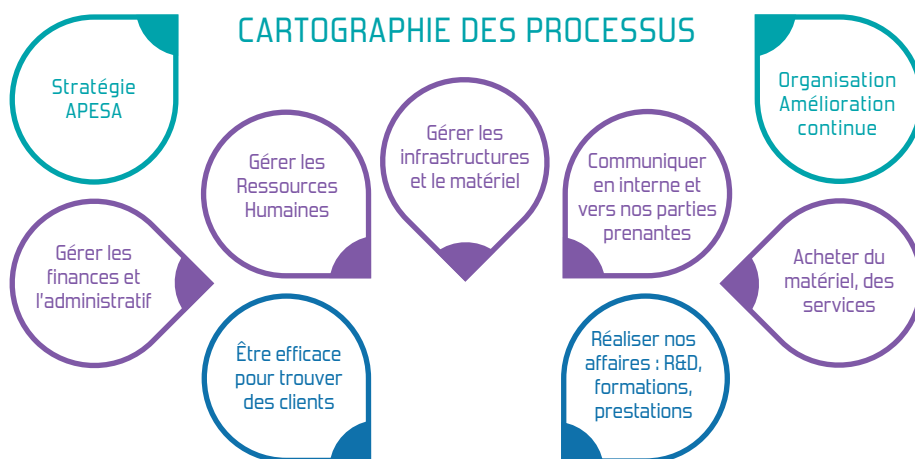 CARTOGRAPHIE DES PROCESSUS
Stratégie
APESA
Organisation
Amélioration
continue
Gérer les
Ressources
Humaines
Gérer les
infrastructures
et le matériel
Communiquer
en interne et
vers nos parties
prenantes
Gérer les
finances et
l'administratif
Acheter du
matériel, des
services
Être efficace
pour trouver
des clients
Réaliser nos
affaires : R&D,
formations,
prestations